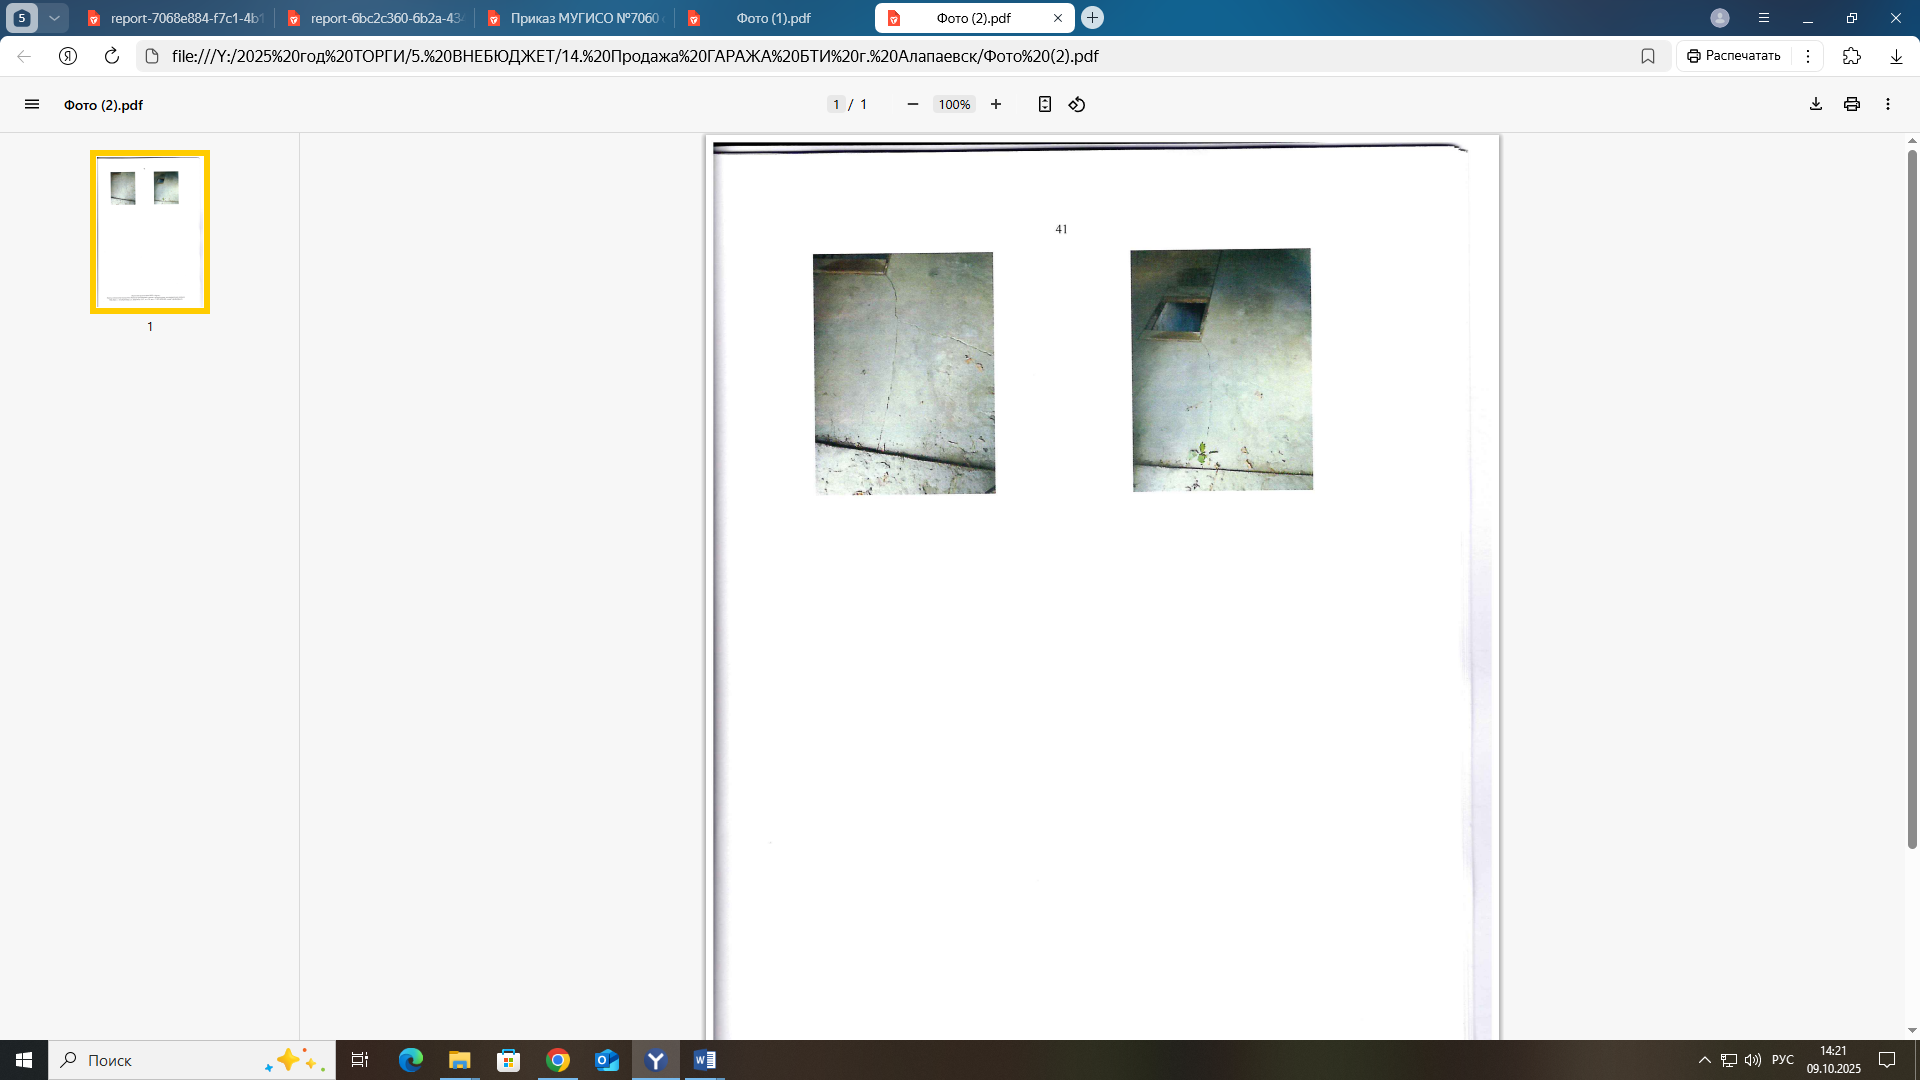 5
report-7068e884-f7c1-4b1
report-6bc2c360-6b2a-43
Приказ МУГИСО №7060
Фото (1).pdf
Фото (2).pdf
file:///Y:/2025%20год%20ТОРГИ/5.%20ВНЕБЮДЖЕТ/14.%20Продажа%20ГАРАЖА%20БТИ%20г.%20Алапаевск/Фото%20(2).pdf
Распечатать
Фото (2).pdf
1 / 1
100%
1
41
Поиск
РУС
14:21
09.10.2025